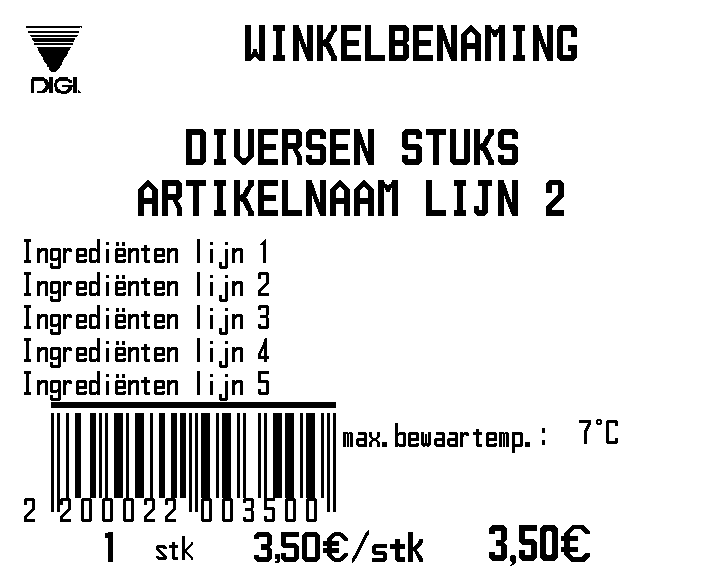 DIGI.
WINKELBENAMING
DIVERSEN STUKS
ARTIKELNAAM LIJN 2
Ingrediënten lijn 1
Ingrediënten lijn 2
Ingrediënten lijn 3
Ingrediënten lijn 4
Ingrediënten lijn 5
max.bewaartemp.: 7°C
2 200022 003500
1 stk 3,50€/stk 3,50€